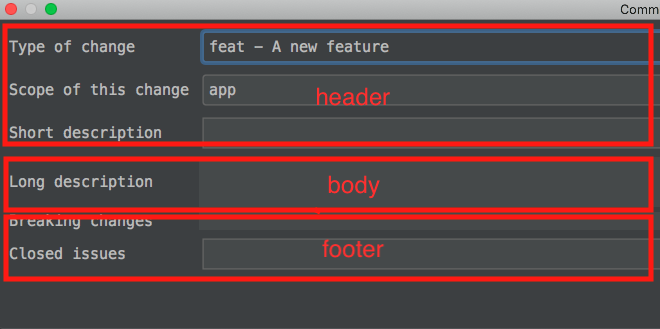 Comm
Type of change feat - A new feature
Scope of this change app
header
Short description
Long description
body
Breaking changes
footer
Closed issues